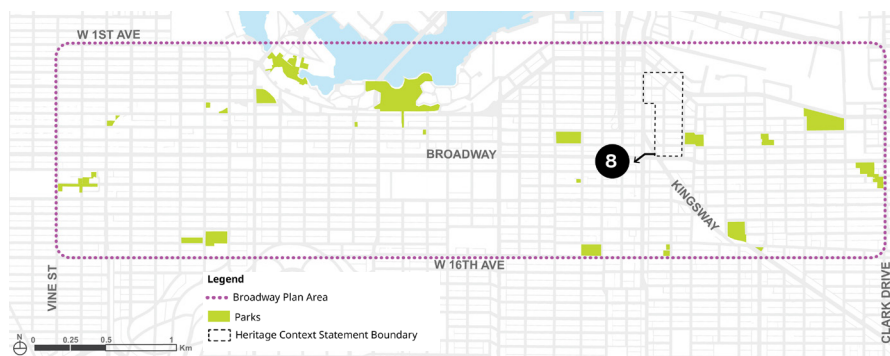 W 1ST AVE
BROADWAY
8
KINGSWAY
W 16TH AVE
VINE ST
CLARK DRIVE
Legend
Broadway Plan Area
Parks
Heritage Context Statement Boundary
N
0 0.25 0.5 1
Km